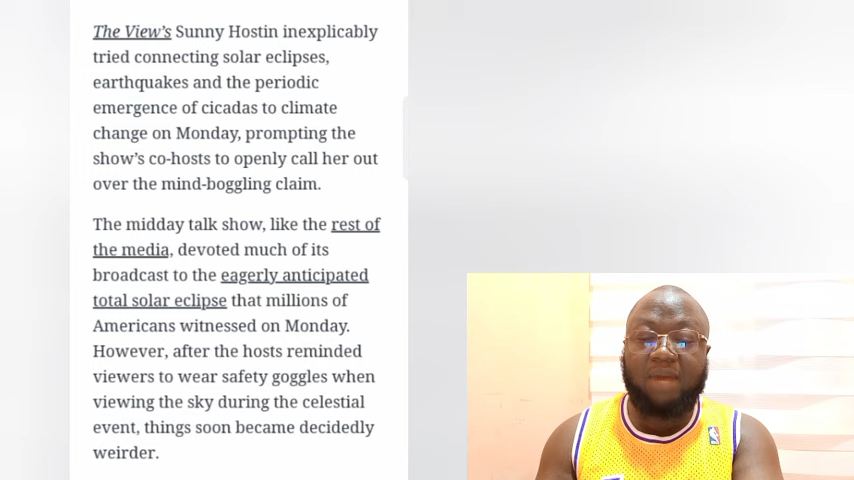 The View's Sunny Hostin inexplicably
tried connecting solar eclipses,
earthquakes and the periodic
emergence of cicadas to climate
change on Monday, prompting the
show's co-hosts to openly call her out
over the mind-boggling claim.
The midday talk show, like the rest of
the media, devoted much of its
broadcast to the eagerly anticipated
total solar eclipse that millions of
Americans witnessed on Monday.
However, after the hosts reminded
viewers to wear safety goggles when
viewing the sky during the celestial
event, things soon became decidedly
weirder.